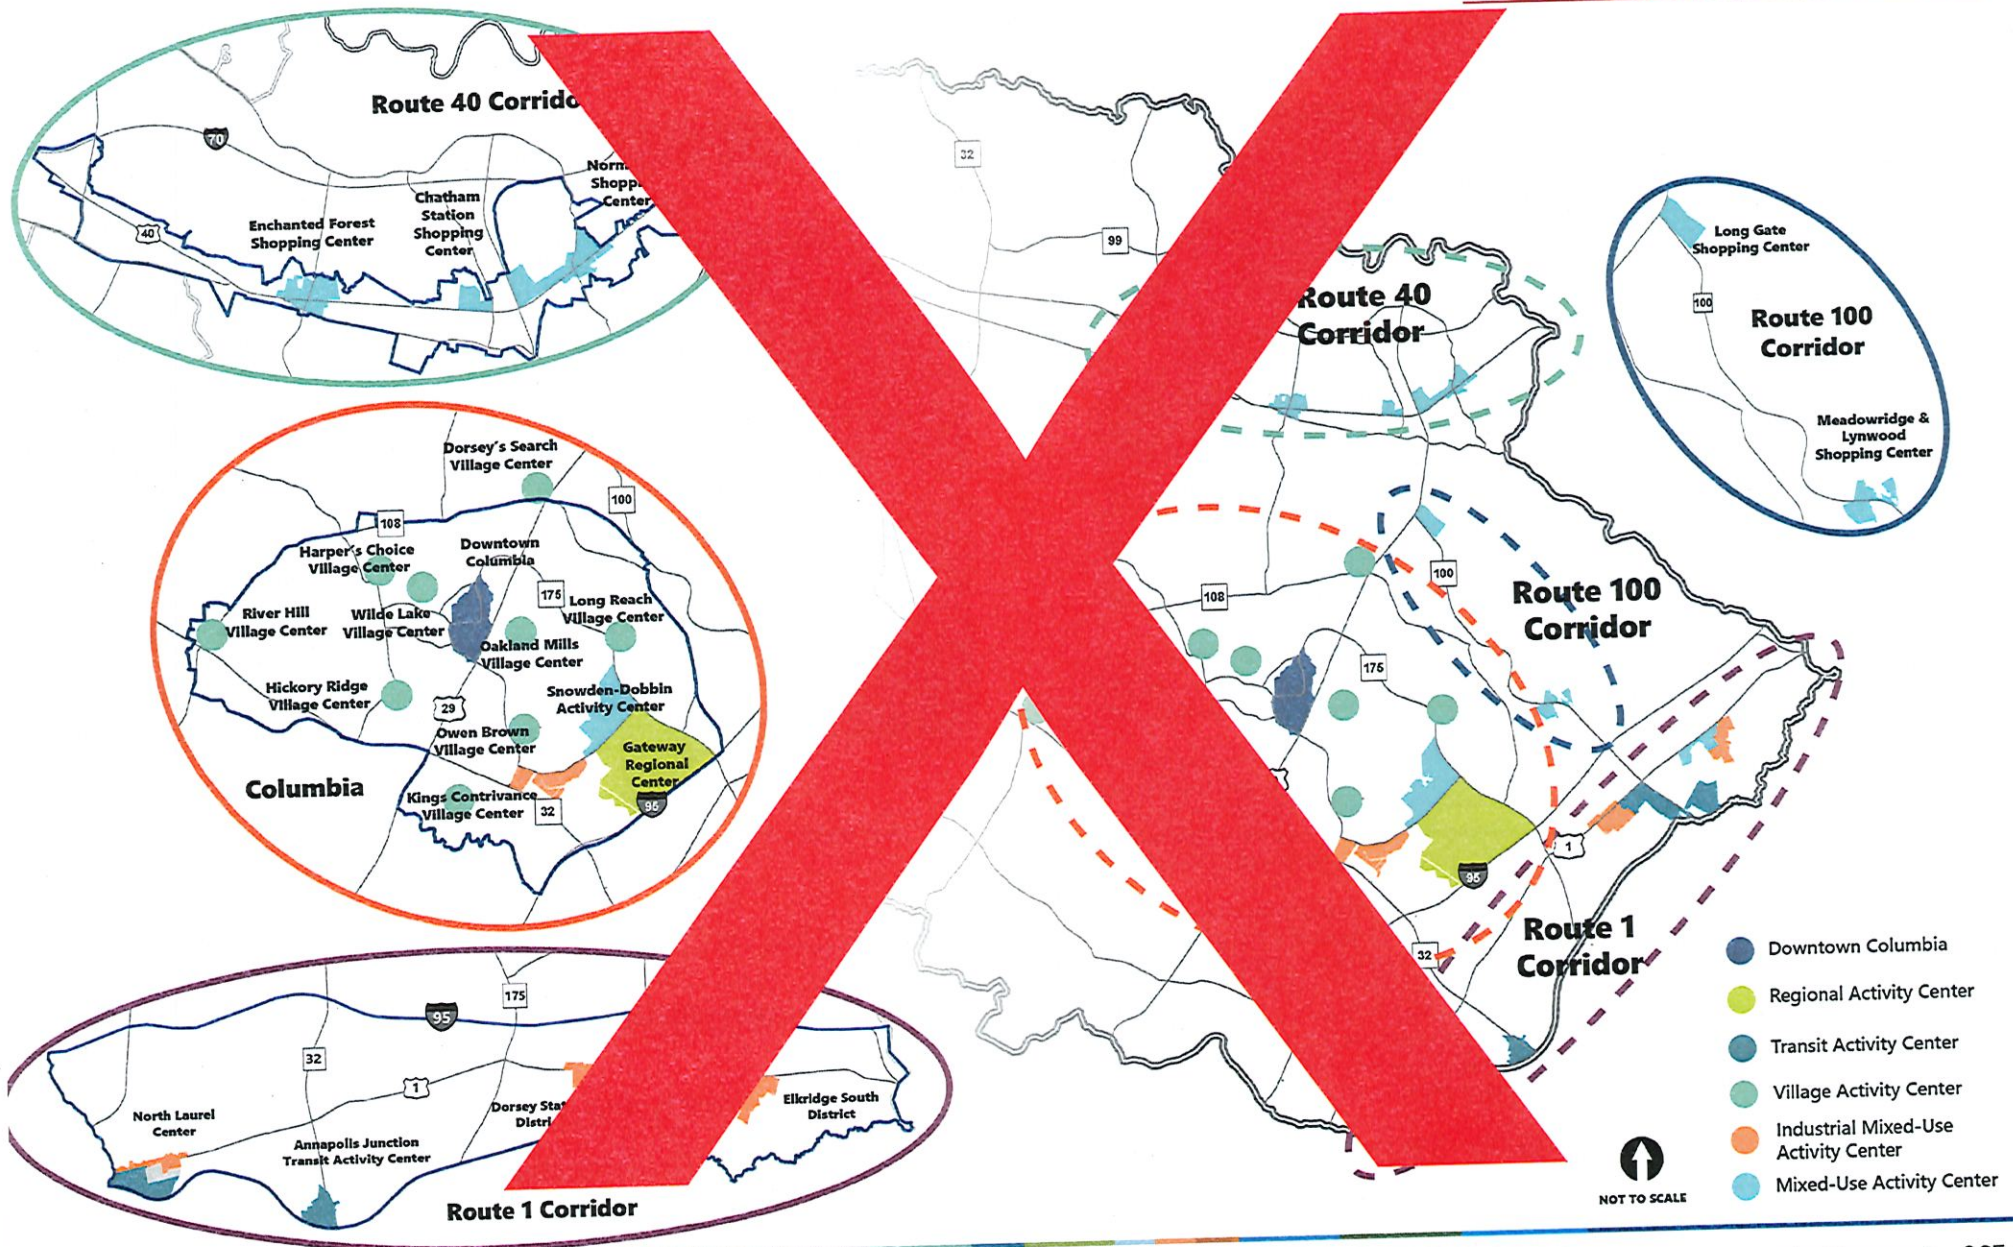 Route 40 Corrido
70
40
Enchanted Forest
Shopping Center
Chatham
Station
Shopping
Center
Norm
Shopp
Center
32
99
Route 40
Corridor
Long Gate
Shopping Center
100
Route 100
Corridor
Meadowridge &
Lynwood
Shopping Center
Dorsey's Search
Village Center
100
108
Harper's Choice
Village Center
Downtown
Columbia
175
River Hill
Village Center
Wilde Lake
Village Center
Long Reach
Village Center
Oakland Mills
Village Center
Hickory Ridge
Village Center
29
Snowden-Dobbin
Activity Center
Owen Brown
Village Center
Gateway
Regional
Center
Columbia
Kings Contrivance
Village Center
32
95
108
100
Route 100
Corridor
175
1
95
Route 1
Corridor
32
175
95
32
1
North Laurel
Center
Annapolis Junction
Transit Activity Center
Dorsey Stat
Distri
Elkridge South
District
Route 1 Corridor
Downtown Columbia
Regional Activity Center
Transit Activity Center
Village Activity Center
Industrial Mixed-Use
Activity Center
Mixed-Use Activity Center
NOT TO SCALE